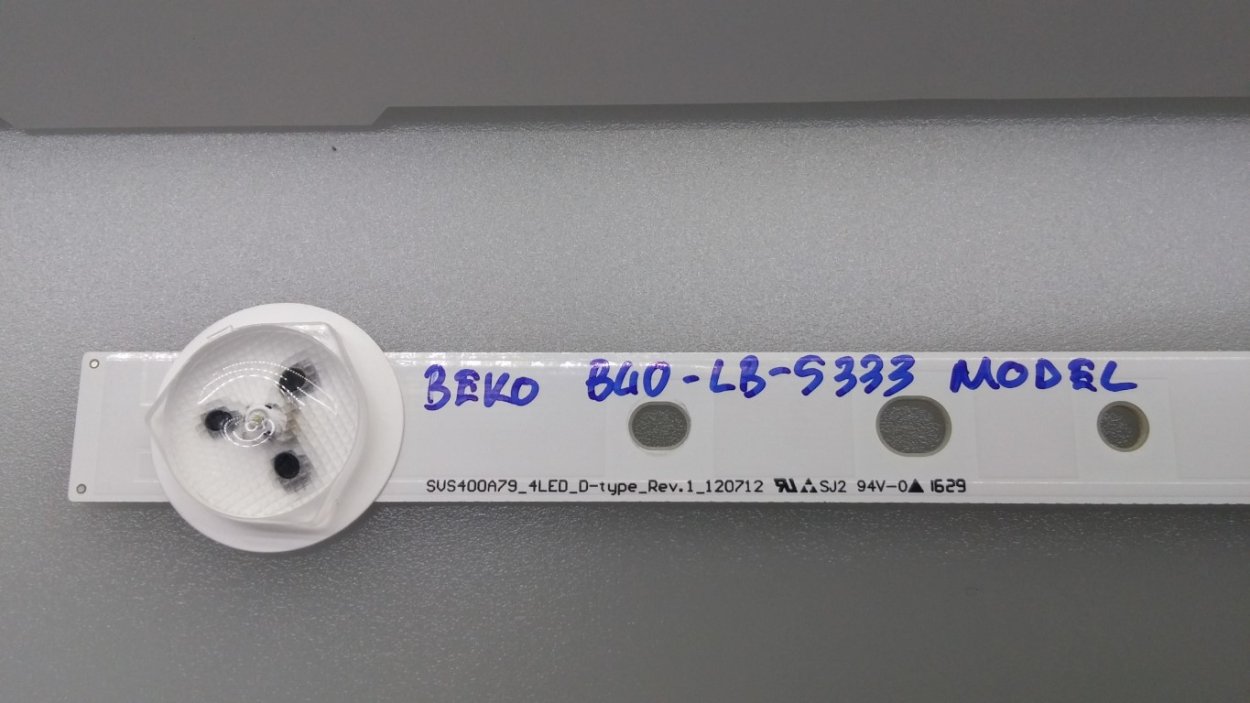 BEKO B40-LB-5333 MODEL
SVS400A79_4LED_D-type_Rev.1_120712 SJ2 94V-0▲ 1629